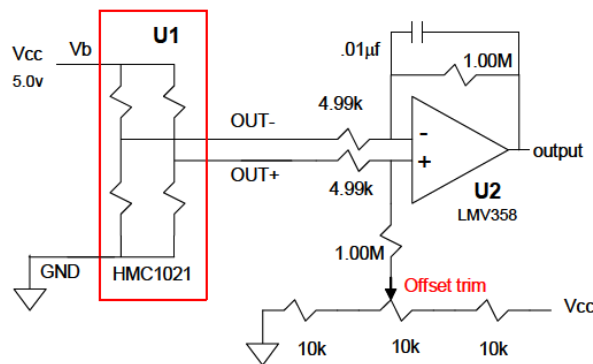 U1
Vcc
Vb
5.0v
.01µf
1.00M
4.99k
OUT-
-
output
OUT+
+
4.99k
U2
LMV358
GND
HMC1021
1.00M
Offset trim
Vcc
10k
10k
10k